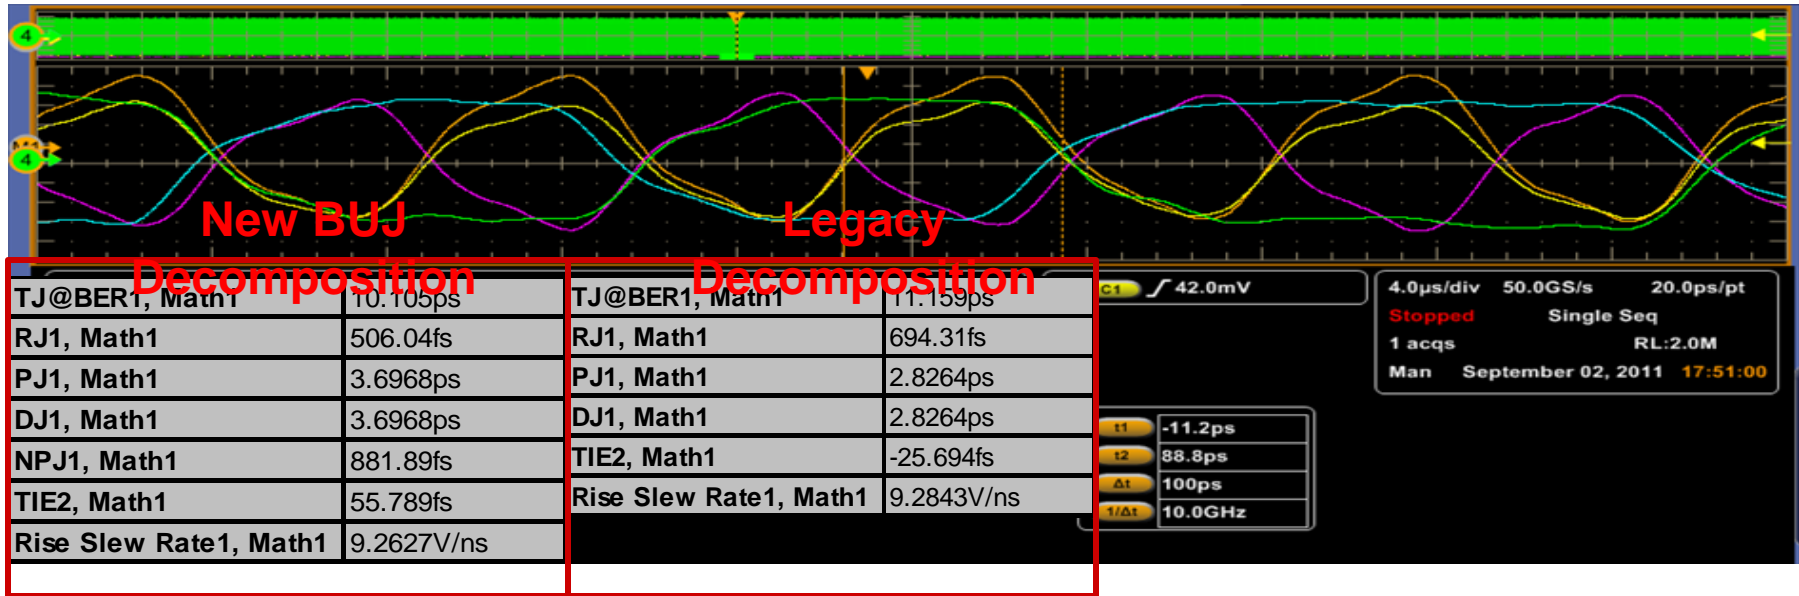 4
4
New BUJ
Decomposition
Legacy
Decomposition
TJ@BER1, Math1 10.105ps
RJ1, Math1 506.04fs
PJ1, Math1 3.6968ps
DJ1, Math1 3.6968ps
NPJ1, Math1 881.89fs
TIE2, Math1 55.789fs
Rise Slew Rate1, Math1 9.2627V/ns
TJ@BER1, Math1 11.159ps
RJ1, Math1 694.31fs
PJ1, Math1 2.8264ps
DJ1, Math1 2.8264ps
TIE2, Math1 -25.694fs
Rise Slew Rate1, Math1 9.2843V/ns
C1 42.0mV
4.0µs/div 50.0GS/s 20.0ps/pt
Stopped Single Seq
1 acqs RL:2.0M
Man September 02, 2011 17:51:00
t1 -11.2ps
t2 88.8ps
Δt 100ps
1/Δt 10.0GHz